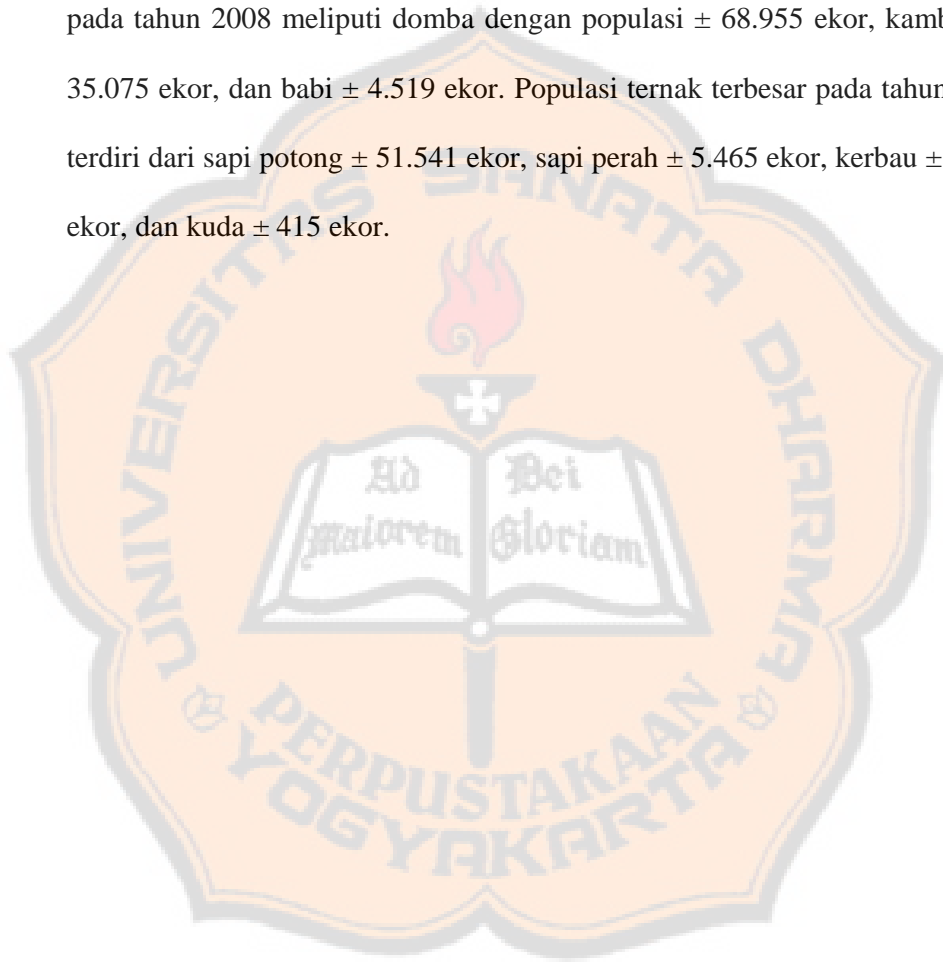 pada tahun 2008 meliputi domba dengan populasi ± 68.955 ekor, kamb
35.075 ekor, dan babi ± 4.519 ekor. Populasi ternak terbesar pada tahun
terdiri dari sapi potong ± 51.541 ekor, sapi perah ± 5.465 ekor, kerbau ±
ekor, dan kuda ± 415 ekor.
UNIVERSITAS SANATA DHARMA
Ad Dei
Maiorem Gloriam
PERPUSTAKAAN
YOGYAKARTA